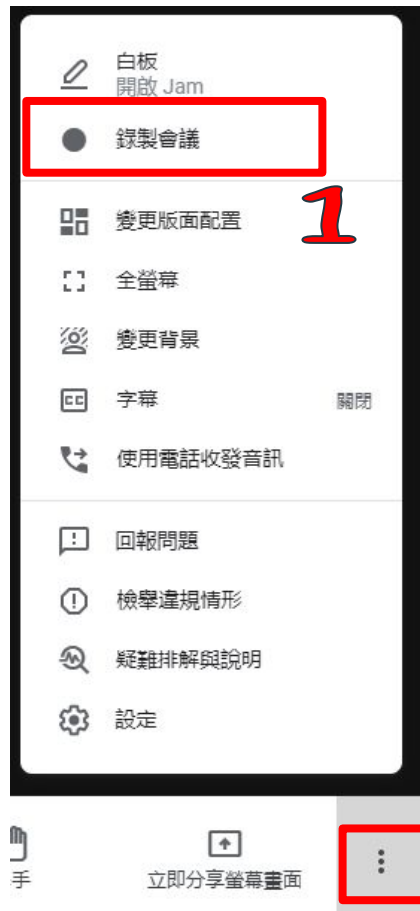 白板
開啟 Jam
錄製會議
1
變更版面配置
全螢幕
變更背景
CC
字幕
關閉
使用電話收發音訊
回報問題
檢舉違規情形
疑難排解與說明
設定
手
立即分享螢幕畫面